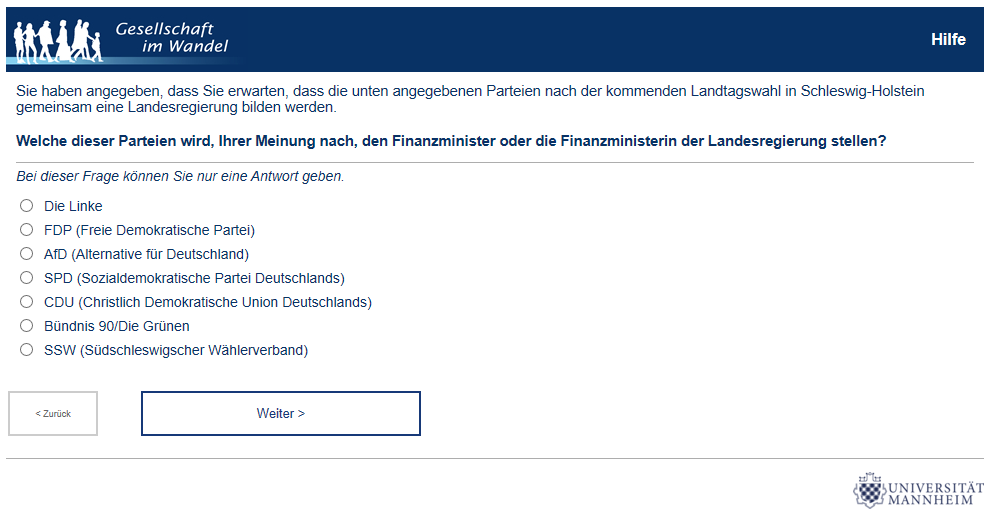 Gesellschaft
im Wandel
Hilfe
Sie haben angegeben, dass Sie erwarten, dass die unten angegebenen Parteien nach der kommenden Landtagswahl in Schleswig-Holstein
gemeinsam eine Landesregierung bilden werden.
Welche dieser Parteien wird, Ihrer Meinung nach, den Finanzminister oder die Finanzministerin der Landesregierung stellen?
Bei dieser Frage können Sie nur eine Antwort geben.
Die Linke
FDP (Freie Demokratische Partei)
AfD (Alternative für Deutschland)
SPD (Sozialdemokratische Partei Deutschlands)
CDU (Christlich Demokratische Union Deutschlands)
Bündnis 90/Die Grünen
SSW (Südschleswigscher Wählerverband)
< Zurück
Weiter >
UNIVERSITÄT
MANNHEIM